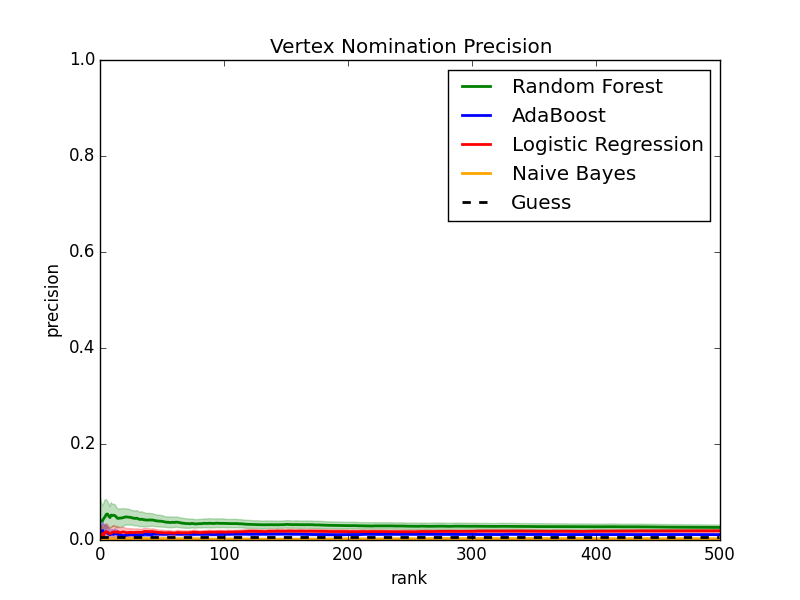 Vertex Nomination Precision
1.0
0.8
0.6
0.4
0.2
0.0
precision
Random Forest
AdaBoost
Logistic Regression
Naive Bayes
Guess
0 100 200 300 400 500
rank